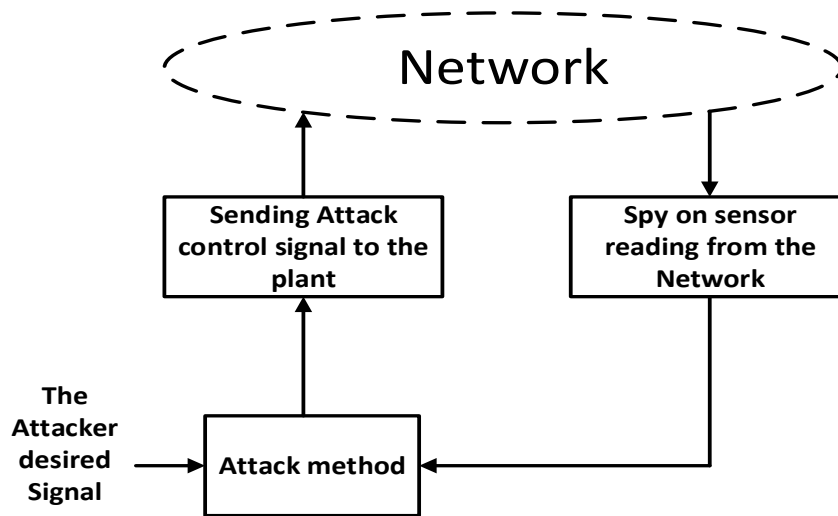 Network
Sending Attack
control signal to the
plant
Spy on sensor
reading from the
Network
The
Attacker
desired
Signal
Attack method